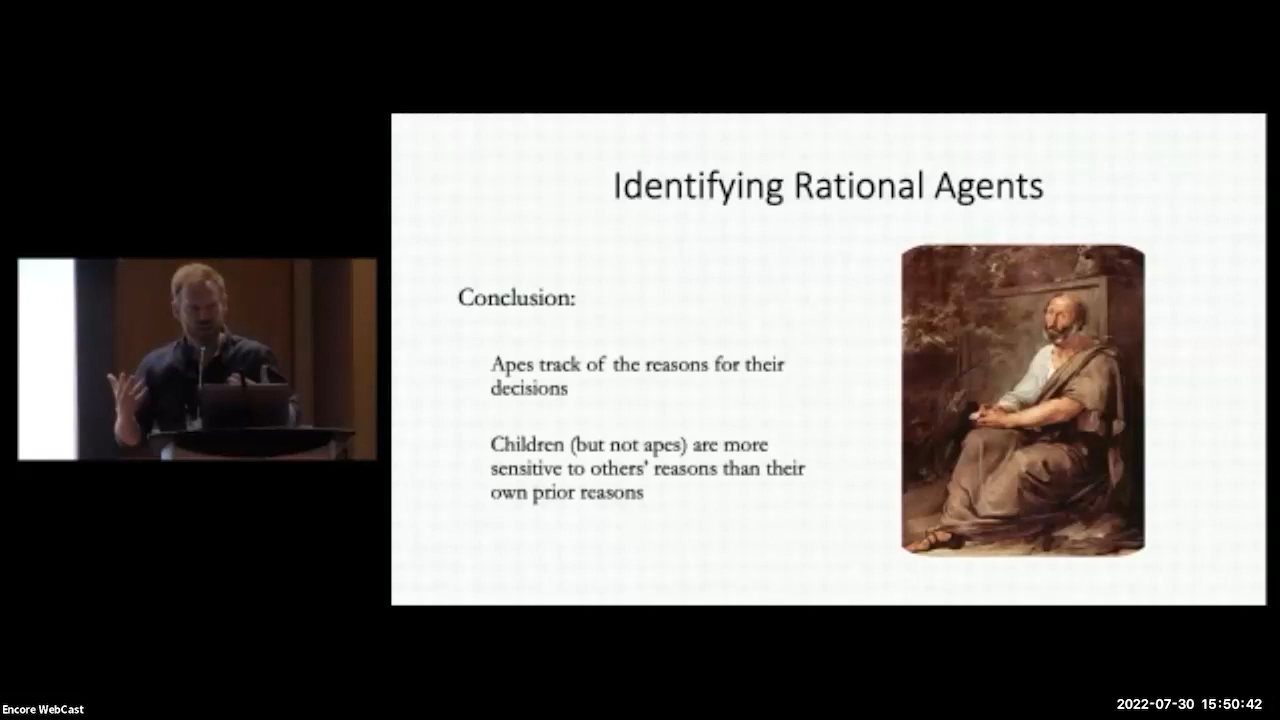 Identifying Rational Agents
Conclusion:
Apes track of the reasons for their
decisions
Children (but not apes) are more
sensitive to others' reasons than their
own prior reasons
Encore WebCast
2022-07-30 15:50:42